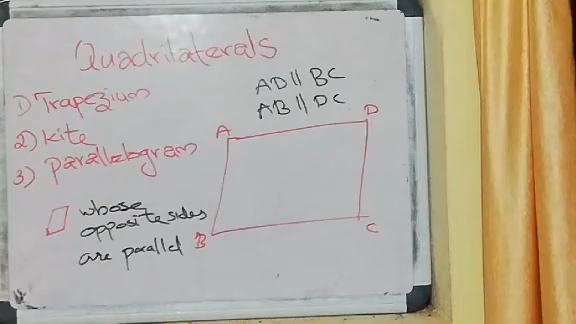 Quadrilaterals
1) Trapezium
2) Kite
3) Parallelogram
whose
opposite sides
are parallel
AD || BC
AB || DC
A
D
B
C